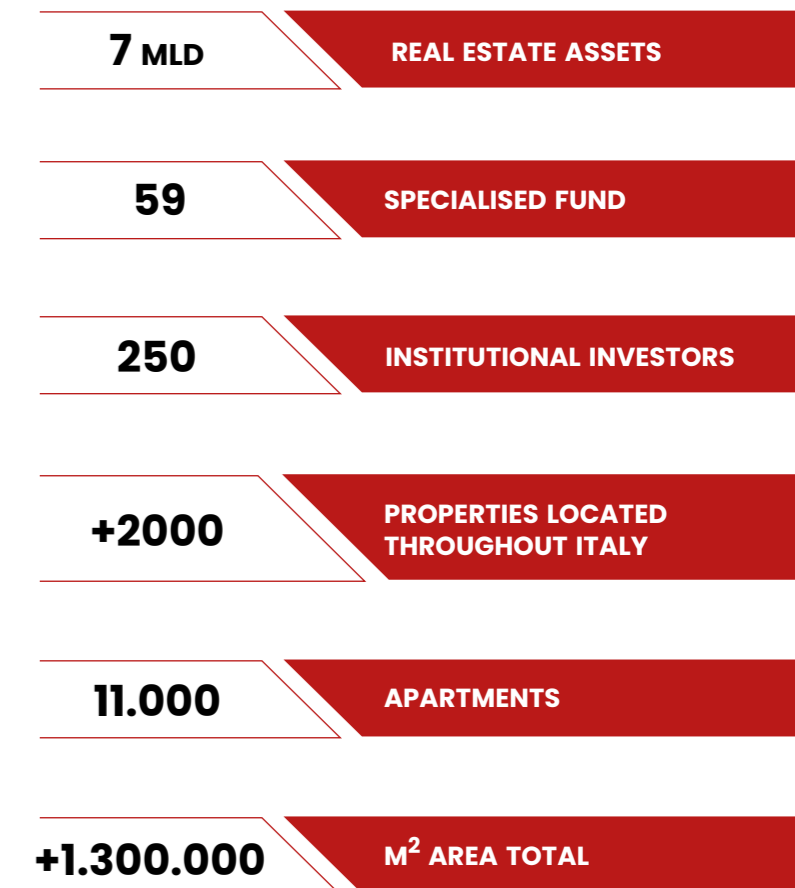 7 MLD
REAL ESTATE ASSETS
59
SPECIALISED FUND
250
INSTITUTIONAL INVESTORS
+2000
PROPERTIES LOCATED
THROUGHOUT ITALY
11.000
APARTMENTS
+1.300.000
M² AREA TOTAL